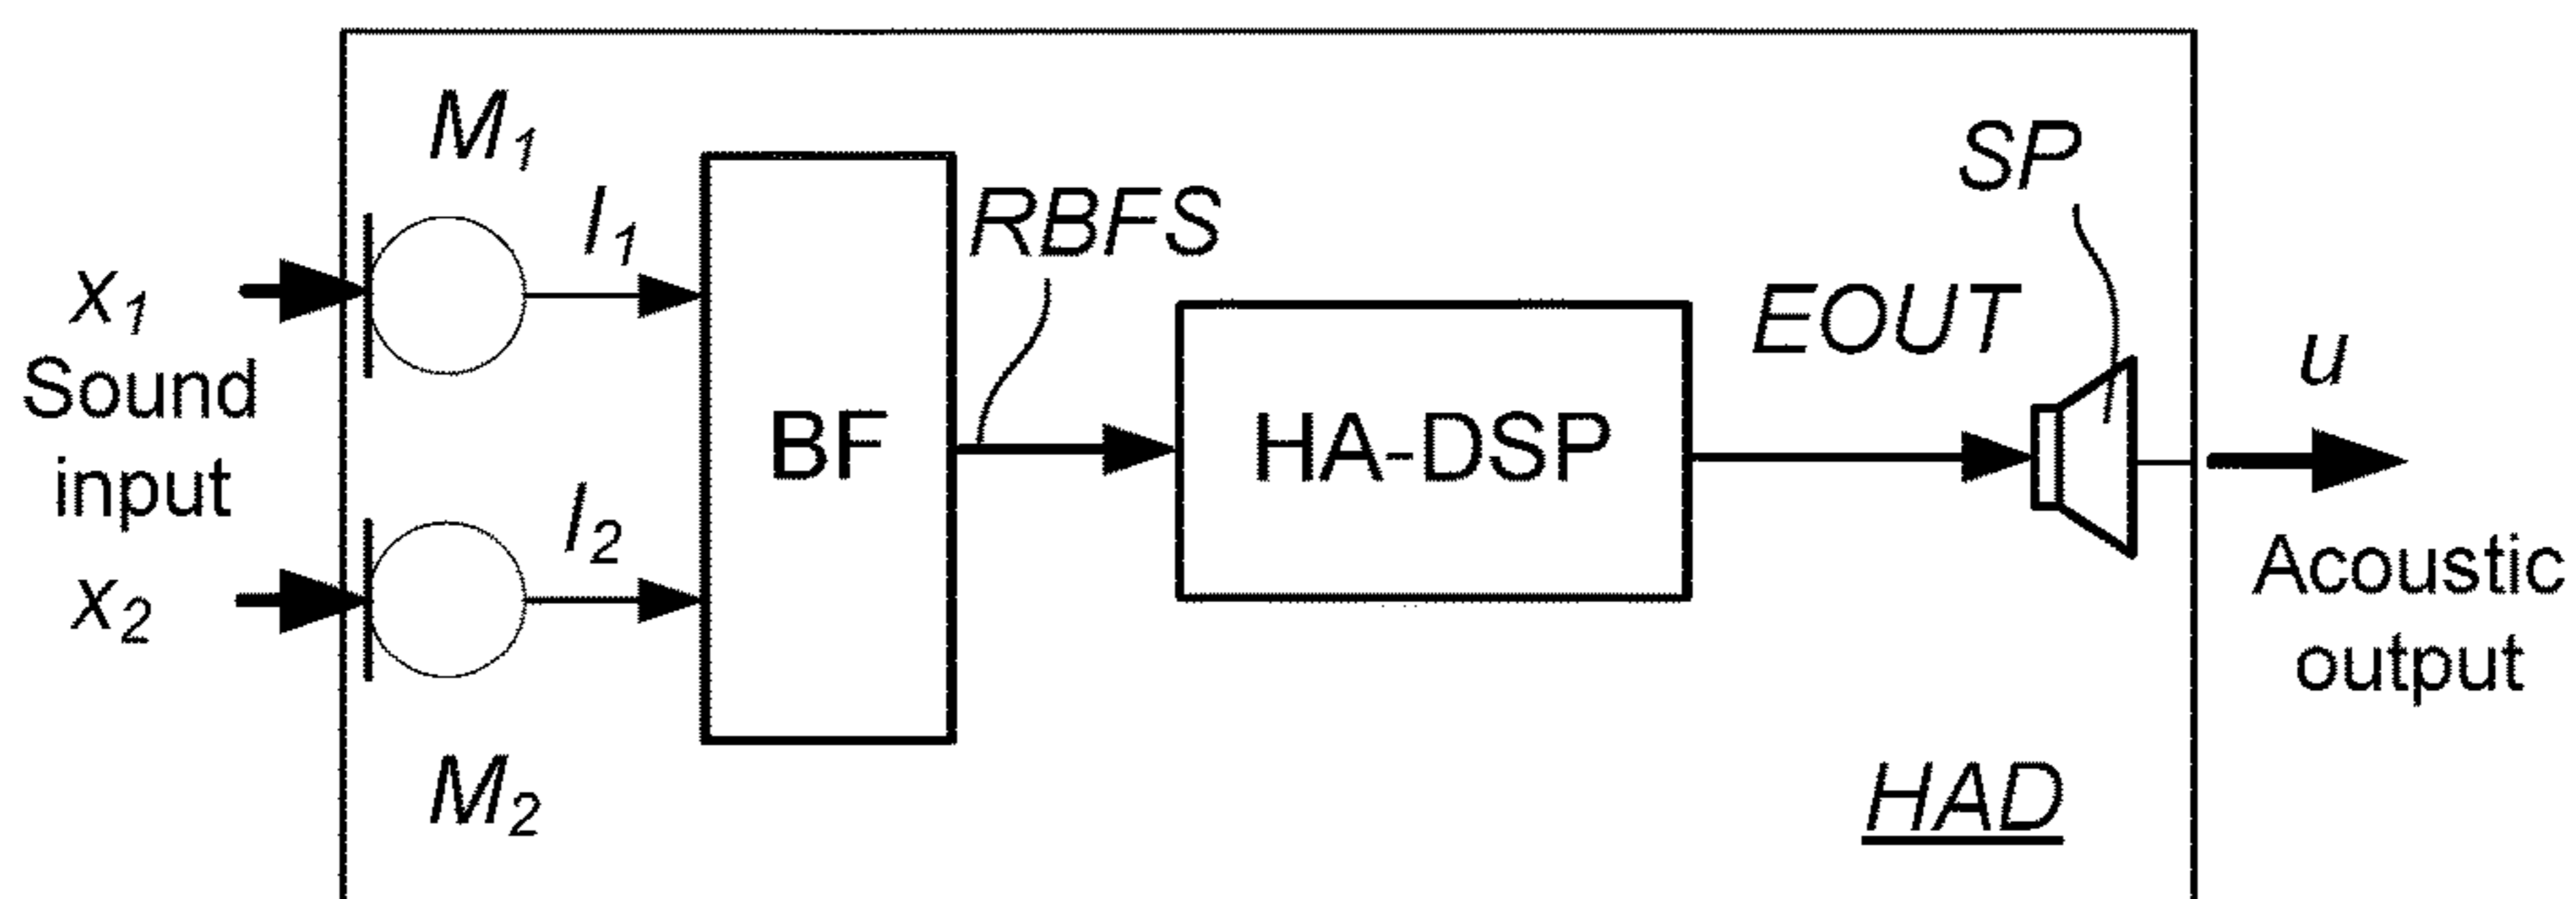 M1
SP
I1
RBFS
x1
Sound
input
EOUT
u
BF
HA-DSP
I2
x2
Acoustic
output
M2
HAD